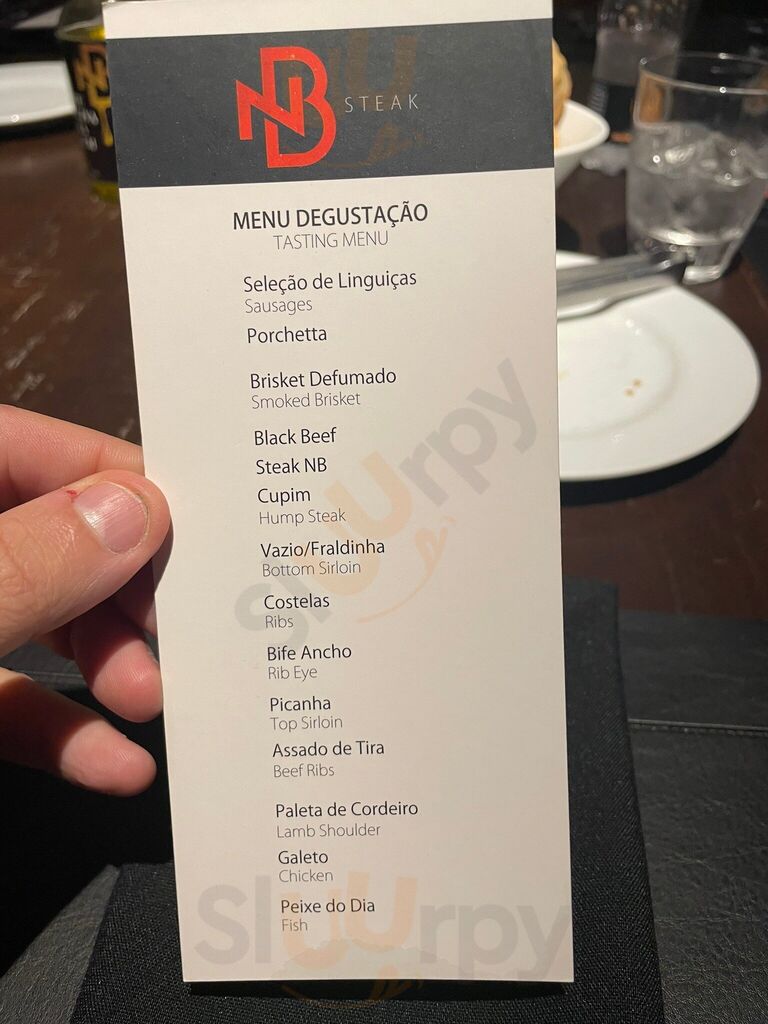 NB STEAK
MENU DEGUSTAÇÃO
TASTING MENU
Seleção de Linguiças
Sausages
Porchetta
Brisket Defumado
Smoked Brisket
Black Beef
Steak NB
Cupim
Hump Steak
Vazio/Fraldinha
Bottom Sirloin
Costelas
Ribs
Bife Ancho
Rib Eye
Picanha
Top Sirloin
Assado de Tira
Beef Ribs
Paleta de Cordeiro
Lamb Shoulder
Galeto
Chicken
Peixe do Dia
Fish
Sluurpy
Sluurpy